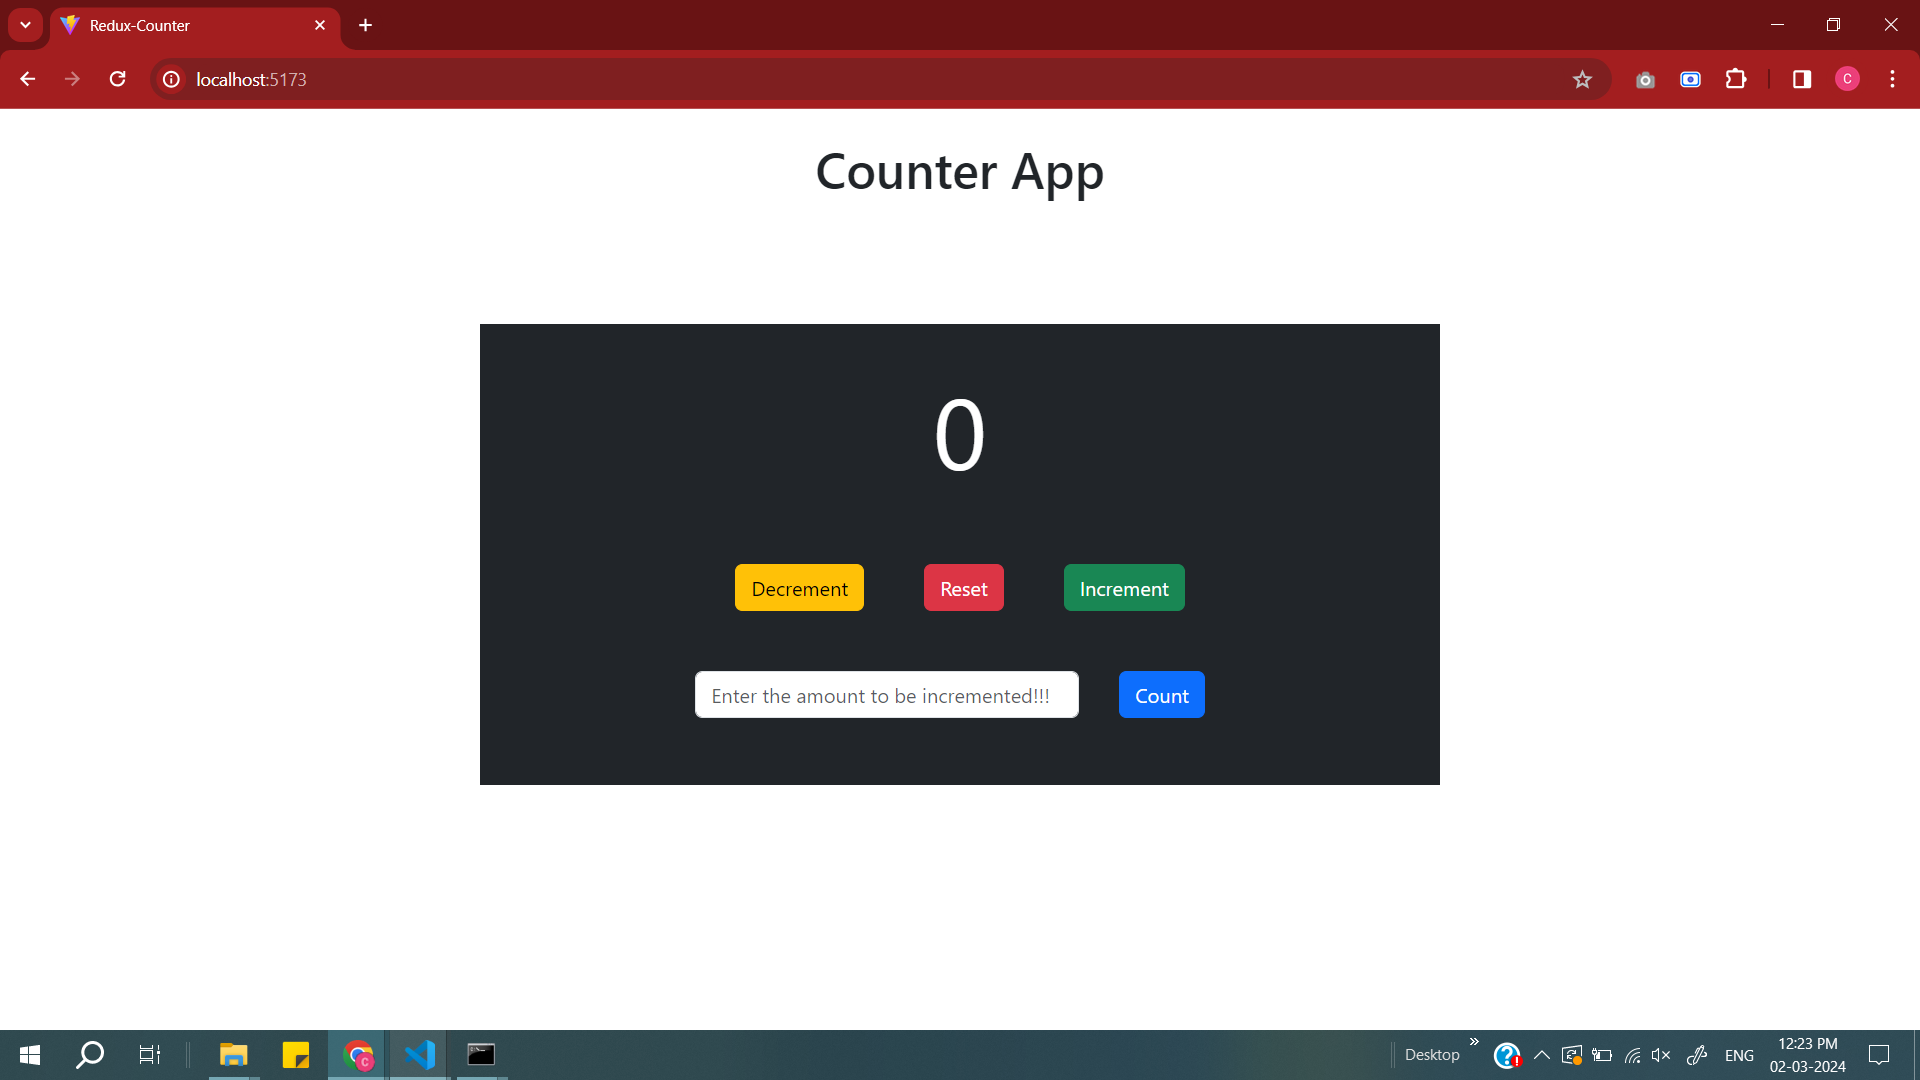 Redux-Counter
localhost:5173
C
Counter App
0
Decrement Reset Increment
Enter the amount to be incremented!!! Count
Desktop » ENG 12:23 PM
02-03-2024